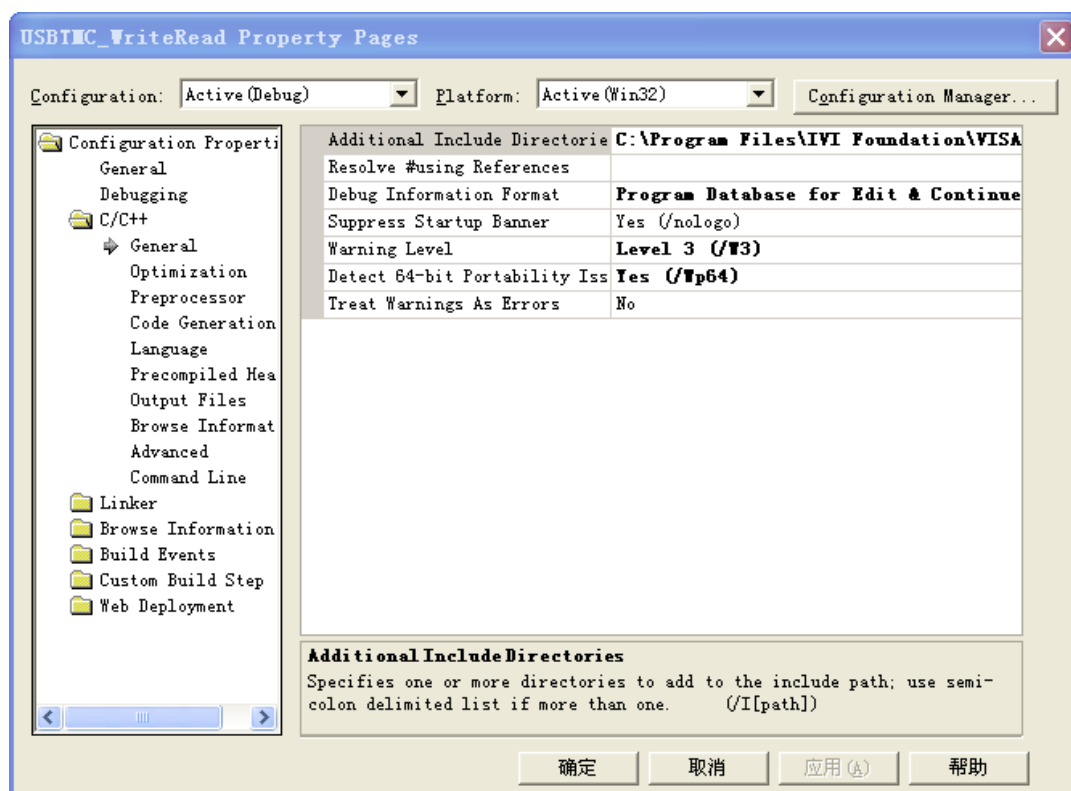 USBTMC_WriteRead Property Pages
Configuration: Active(Debug) Platform: Active(Win32) Configuration Manager...
Configuration Properti
General
Debugging
C/C++
General
Optimization
Preprocessor
Code Generation
Language
Precompiled Hea
Output Files
Browse Informat
Advanced
Command Line
Linker
Browse Information
Build Events
Custom Build Step
Web Deployment
Additional Include Directorie C:\Program Files\IVI Foundation\VISA
Resolve #using References
Debug Information Format Program Database for Edit & Continue
Suppress Startup Banner Yes (/nologo)
Warning Level Level 3 (/W3)
Detect 64-bit Portability Iss Yes (/Wp64)
Treat Warnings As Errors No
Additional Include Directories
Specifies one or more directories to add to the include path; use semi-
colon delimited list if more than one. (/I[path])
确定 取消 应用(A) 帮助